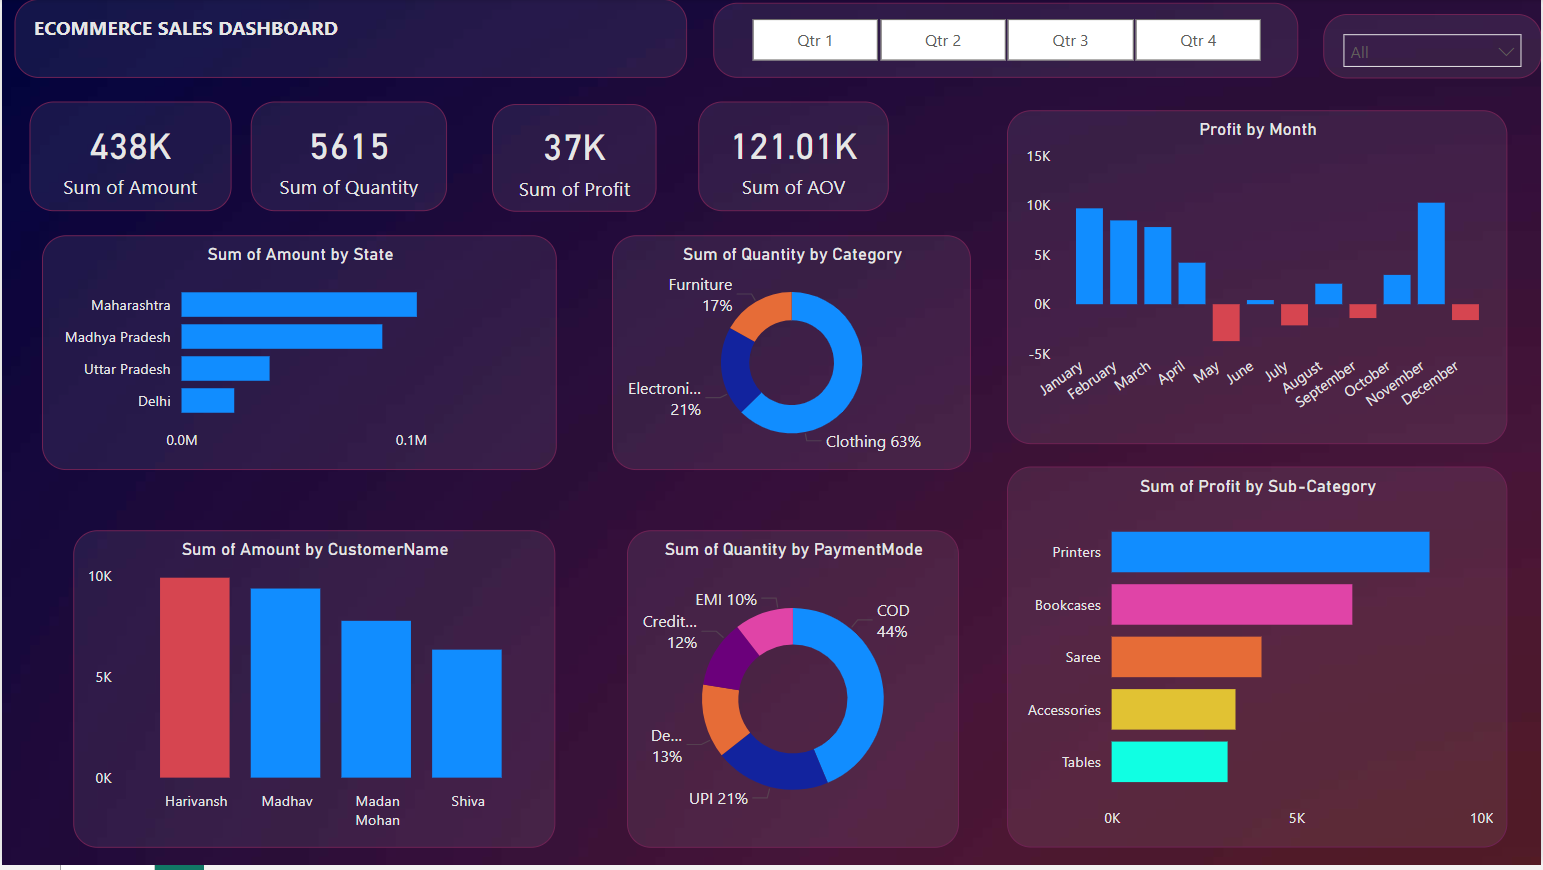 ECOMMERCE SALES DASHBOARD
Qtr 1
Qtr 2
Qtr 3
Qtr 4
All
438K
Sum of Amount
5615
Sum of Quantity
37K
Sum of Profit
121.01K
Sum of AOV
Profit by Month
15K
10K
5K
0K
-5K
January
February
March
April
May
June
July
August
September
October
November
December
Sum of Amount by State
Maharashtra
Madhya Pradesh
Uttar Pradesh
Delhi
0.0M
0.1M
Sum of Quantity by Category
Furniture
17%
Electroni...
21%
Clothing 63%
Sum of Amount by CustomerName
10K
5K
0K
Harivansh
Madhav
Madan
Mohan
Shiva
Sum of Quantity by PaymentMode
EMI 10%
COD
44%
Credit...
12%
De...
13%
UPI 21%
Sum of Profit by Sub-Category
Printers
Bookcases
Saree
Accessories
Tables
0K
5K
10K